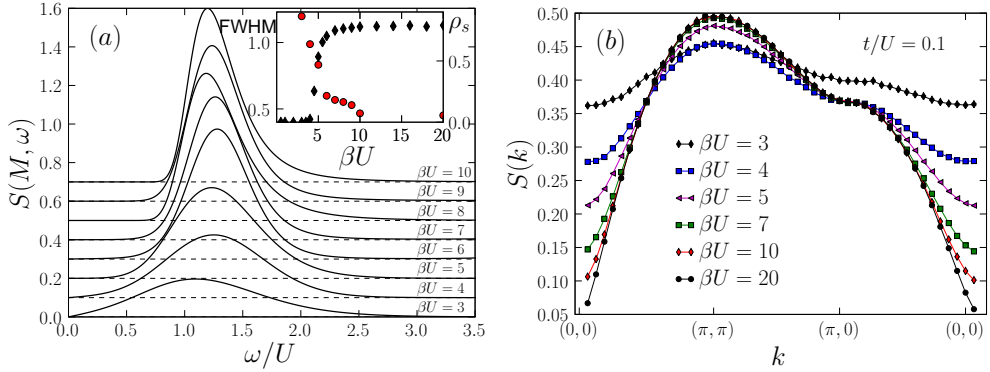 (a)
S(M, ω)
1.6
1.4
1.2
1.0
0.8
0.6
0.4
0.2
0.0
0.0 0.5 1.0 1.5 2.0 2.5 3.0 3.5
ω/U
βU = 10
βU = 9
βU = 8
βU = 7
βU = 6
βU = 5
βU = 4
βU = 3
FWHM
1.0
0.5
ρ_s
0.5
0.0
5 10 15 20
βU
(b)
t/U = 0.1
S(k)
0.50
0.45
0.40
0.35
0.30
0.25
0.20
0.15
0.10
0.05
βU = 3
βU = 4
βU = 5
βU = 7
βU = 10
βU = 20
(0, 0) (π, π) (π, 0) (0, 0)
k